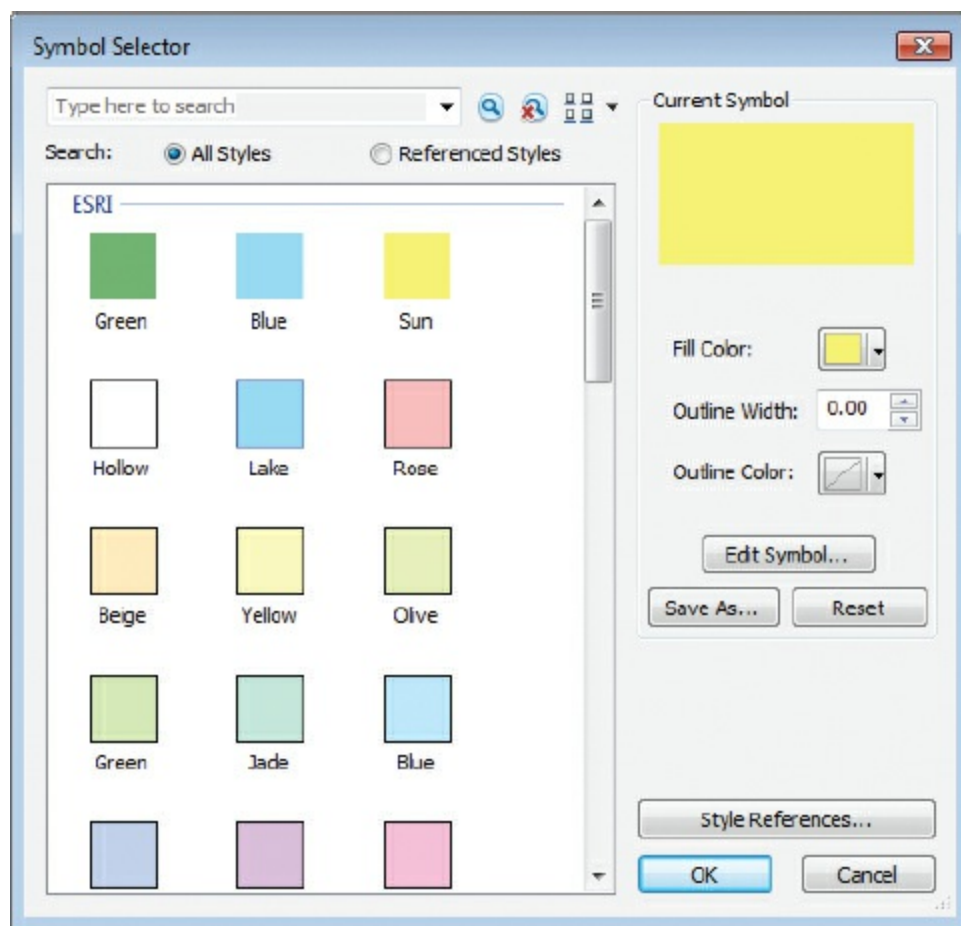 Symbol Selector
Type here to search
Search: All Styles Referenced Styles
ESRI
Green Blue Sun
Hollow Lake Rose
Beige Yellow Olive
Green Jade Blue
Current Symbol
Fill Color:
Outline Width: 0.00
Outline Color:
Edit Symbol...
Save As... Reset
Style References...
OK Cancel